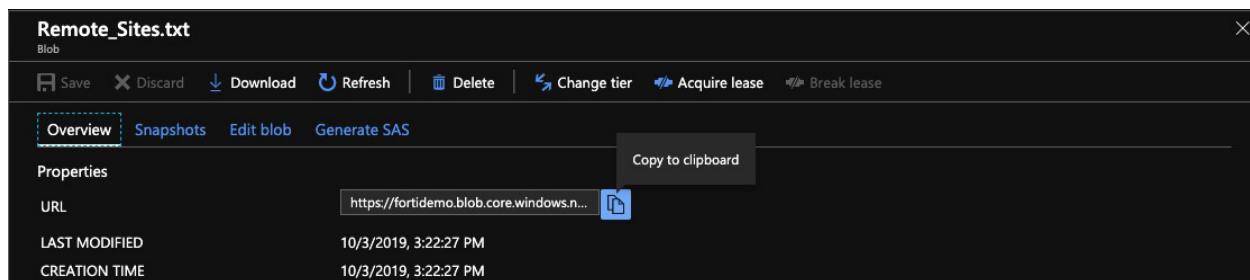 Remote_Sites.txt
Blob
Save Discard Download Refresh Delete Change tier Acquire lease Break lease
Overview Snapshots Edit blob Generate SAS
Copy to clipboard
Properties
URL https://fortidemo.blob.core.windows.n...
LAST MODIFIED 10/3/2019, 3:22:27 PM
CREATION TIME 10/3/2019, 3:22:27 PM